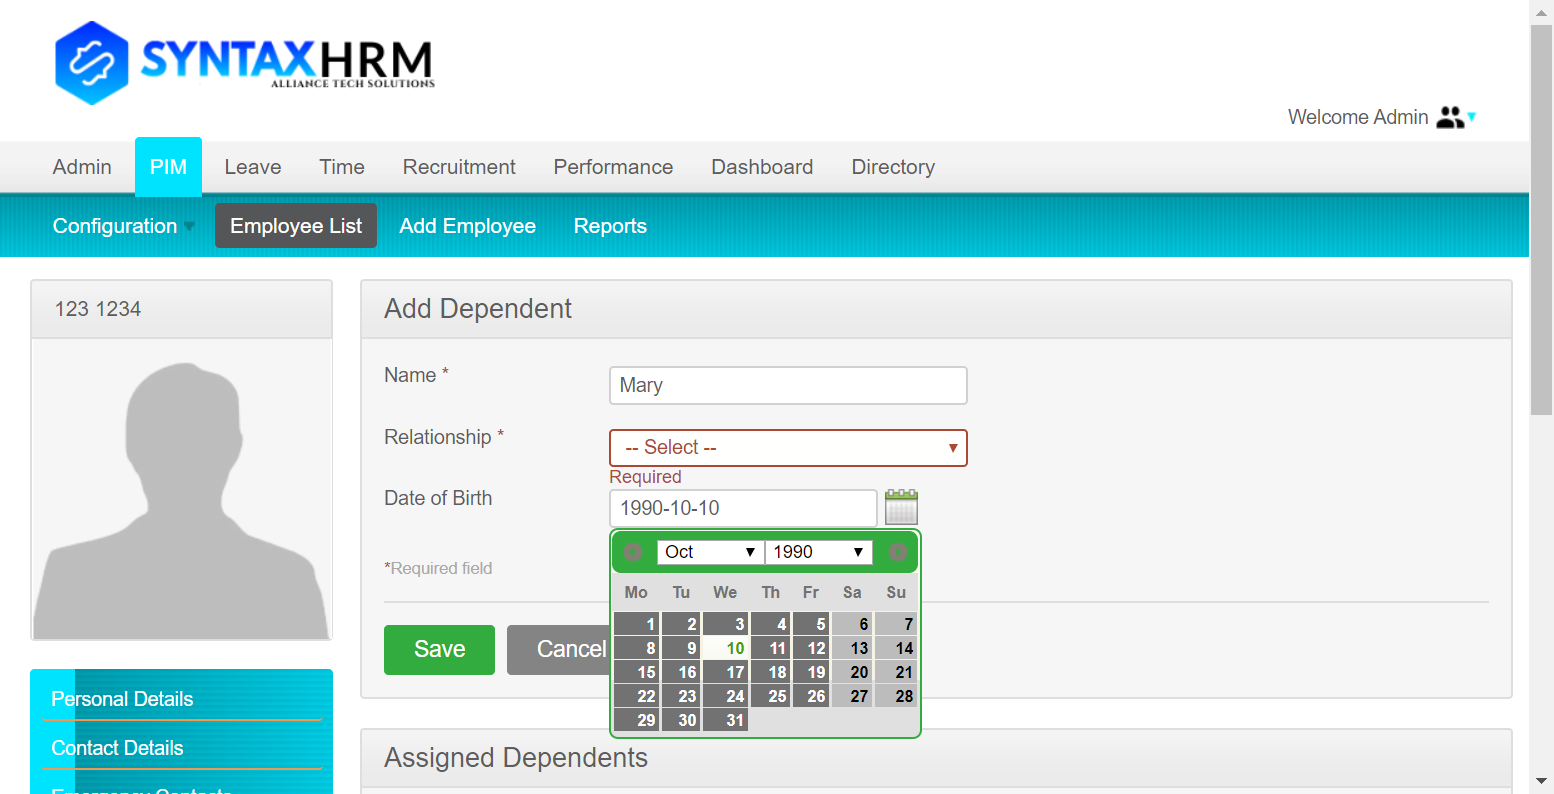 SYNTAXHRM
ALLIANCE TECH SOLUTIONS
Welcome Admin
Admin PIM Leave Time Recruitment Performance Dashboard Directory
Configuration Employee List Add Employee Reports
123 1234
Add Dependent
Name * Mary
Relationship * -- Select --
Required
Date of Birth 1990-10-10
Oct 1990
*Required field
Mo Tu We Th Fr Sa Su
1 2 3 4 5 6 7
8 9 10 11 12 13 14
15 16 17 18 19 20 21
22 23 24 25 26 27 28
29 30 31
Save Cancel
Personal Details
Contact Details
Emergency Contacts
Assigned Dependents